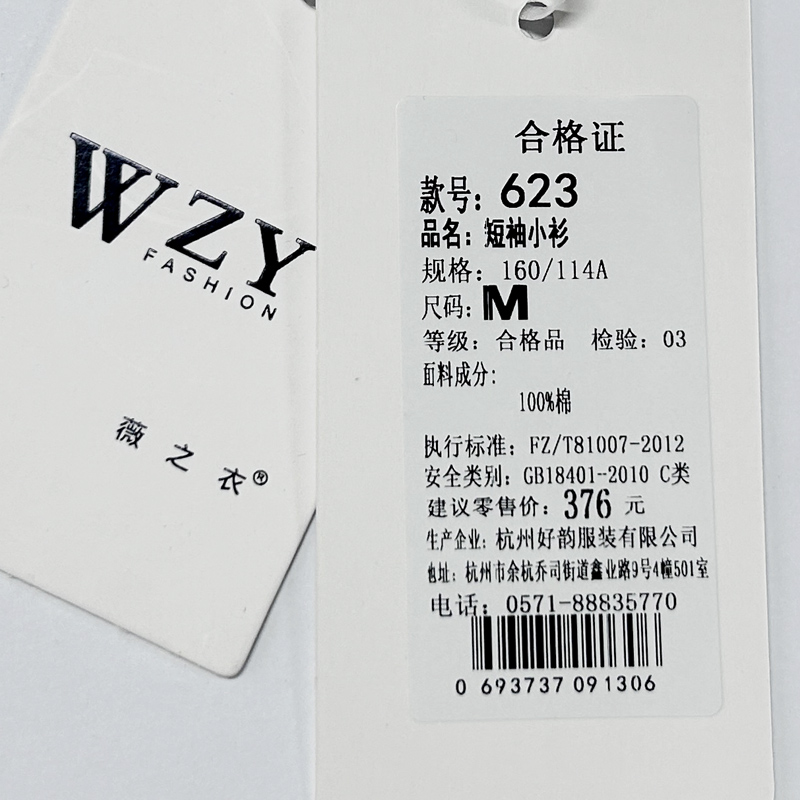 WZY
FASHION
薇之衣®
合格证
款号：623
品名：短袖小衫
规格：160/114A
尺码：M
等级：合格品 检验：03
面料成分：
100%棉
执行标准：FZ/T81007-2012
安全类别：GB18401-2010 C类
建议零售价：376 元
生产企业：杭州好韵服装有限公司
地址：杭州市余杭乔司街道鑫业路9号4幢501室
电话：0571-88835770
0 693737 091306